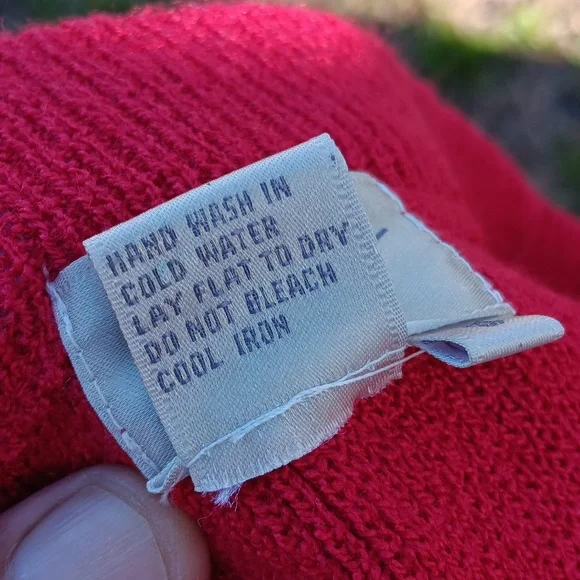 HAND WASH IN
COLD WATER
LAY FLAT TO DRY
DO NOT BLEACH
COOL IRON